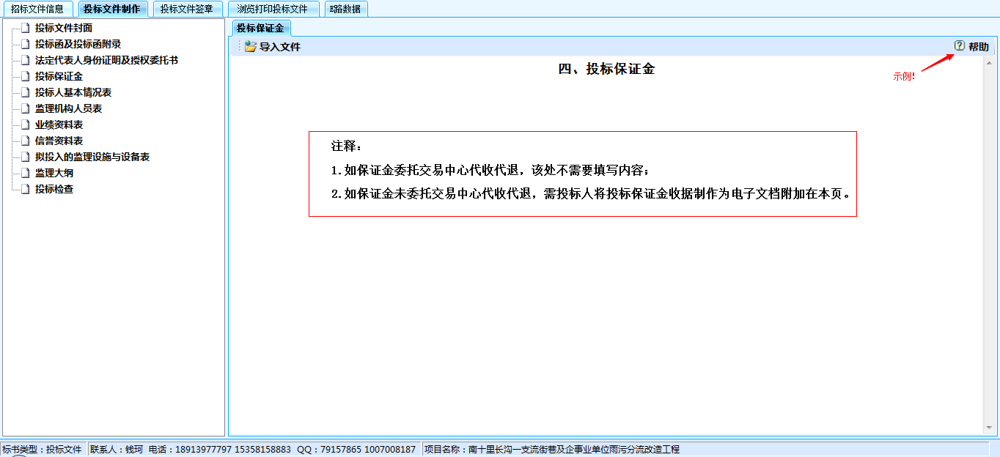 招标文件信息 投标文件制作 投标文件签章 浏览打印投标文件 E路数据
投标文件封面
投标函及投标函附录
法定代表人身份证明及授权委托书
投标保证金
投标人基本情况表
监理机构人员表
业绩资料表
信誉资料表
拟投入的监理设施与设备表
监理大纲
投标检查
投标保证金
导入文件
帮助
示例!
四、投标保证金
注释：
1.如保证金委托交易中心代收代退，该处不需要填写内容；
2.如保证金未委托交易中心代收代退，需投标人将投标保证金收据制作为电子文档附加在本页。
标书类型：投标文件 联系人：钱珂 电话：18913977797 15358158883 QQ：79157865 1007008187 项目名称：南十里长沟一支流街巷及企事业单位雨污分流改造工程